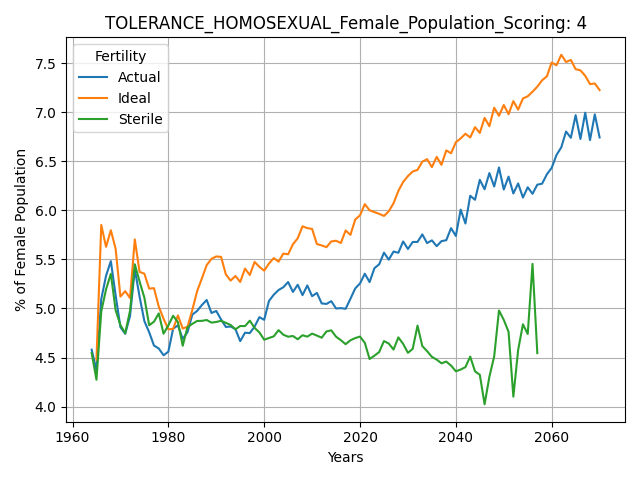 TOLERANCE_HOMOSEXUAL_Female_Population_Scoring: 4
Fertility
Actual
Ideal
Sterile
% of Female Population
7.5
7.0
6.5
6.0
5.5
5.0
4.5
4.0
1960 1980 2000 2020 2040 2060
Years